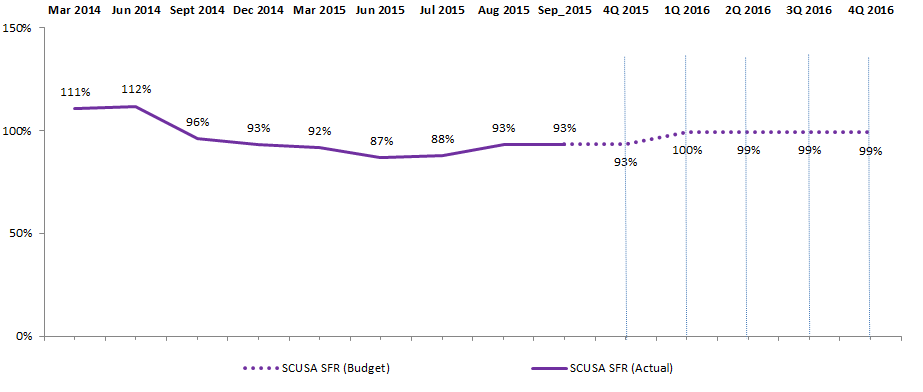 Mar 2014 Jun 2014 Sept 2014 Dec 2014 Mar 2015 Jun 2015 Jul 2015 Aug 2015 Sep_2015 4Q 2015 1Q 2016 2Q 2016 3Q 2016 4Q 2016
150%
111% 112% 96% 93% 92% 87% 88% 93% 93% 93% 100% 99% 99% 99%
100%
50%
0%
SCUSA SFR (Budget) SCUSA SFR (Actual)